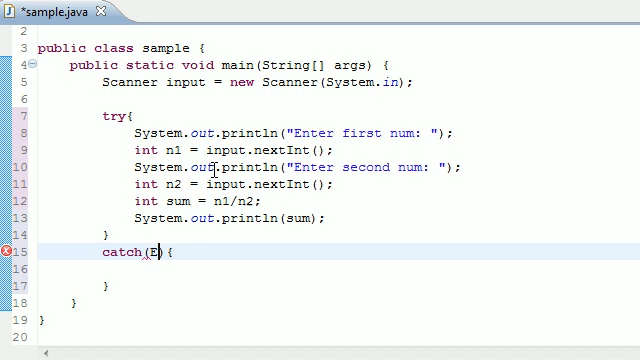 *sample.java
2
3 public class sample {
4 public static void main(String[] args) {
5 Scanner input = new Scanner(System.in);
6
7 try{
8 System.out.println("Enter first num: ");
9 int n1 = input.nextInt();
10 System.out.println("Enter second num: ");
11 int n2 = input.nextInt();
12 int sum = n1/n2;
13 System.out.println(sum);
14 }
15 catch(E){
16
17 }
18 }
19 }
20